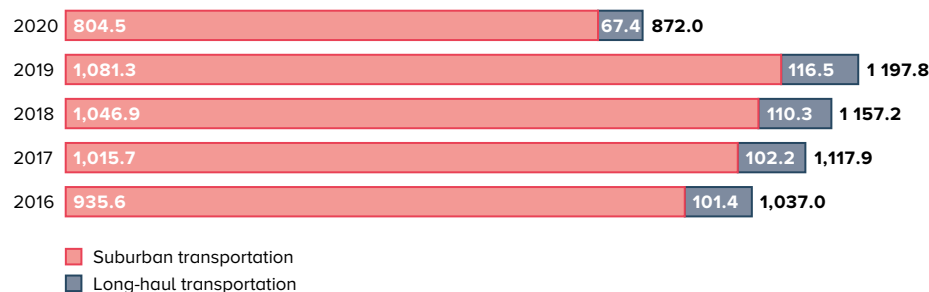 2020 804.5 67.4 872.0
2019 1,081.3 116.5 1 197.8
2018 1,046.9 110.3 1 157.2
2017 1,015.7 102.2 1,117.9
2016 935.6 101.4 1,037.0
Suburban transportation
Long-haul transportation